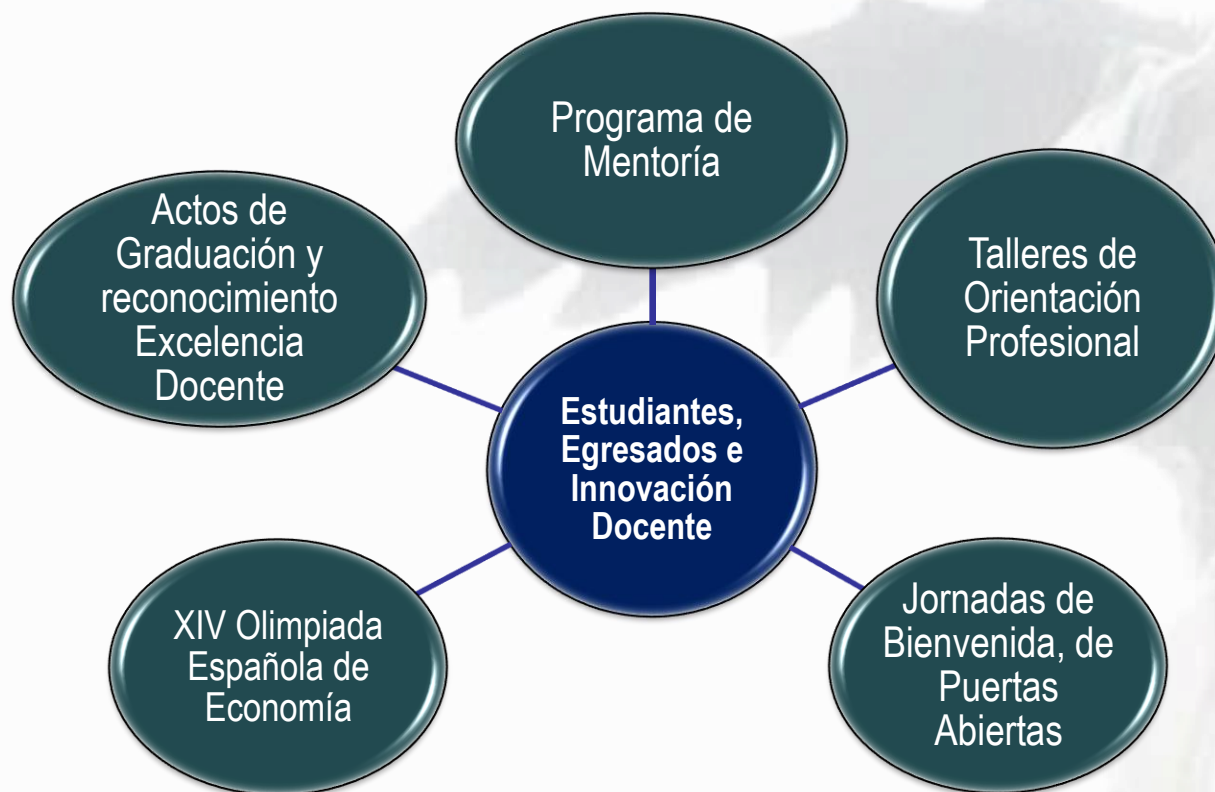 Programa de
Mentoría
Actos de
Graduación y
reconocimiento
Excelencia
Docente
Talleres de
Orientación
Profesional
Estudiantes,
Egresados e
Innovación
Docente
XIV Olimpiada
Española de
Economía
Jornadas de
Bienvenida, de
Puertas
Abiertas